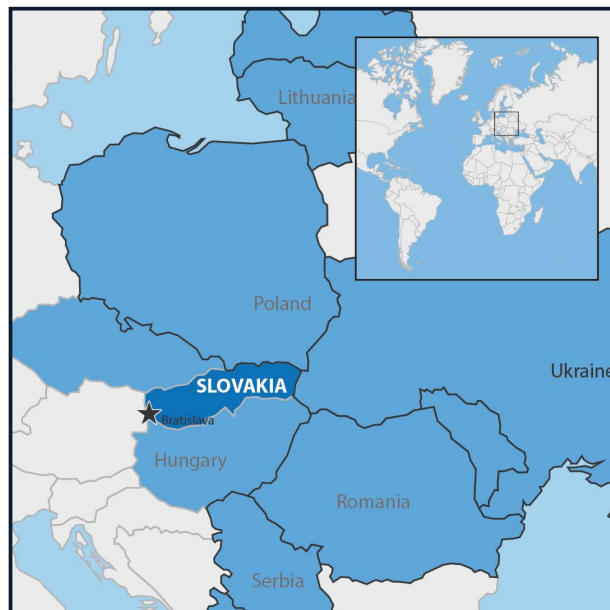 Lithuania
Poland
Ukraine
SLOVAKIA
Bratislava
Hungary
Romania
Serbia